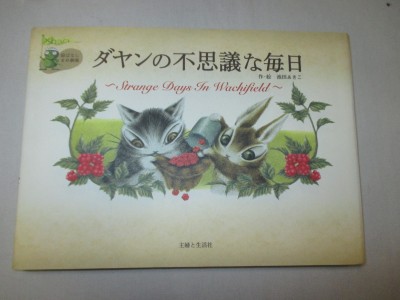 ダヤンの不思議な毎日
作・絵 池田あきこ
～Strange Days In Wachifield～
主婦と生活社